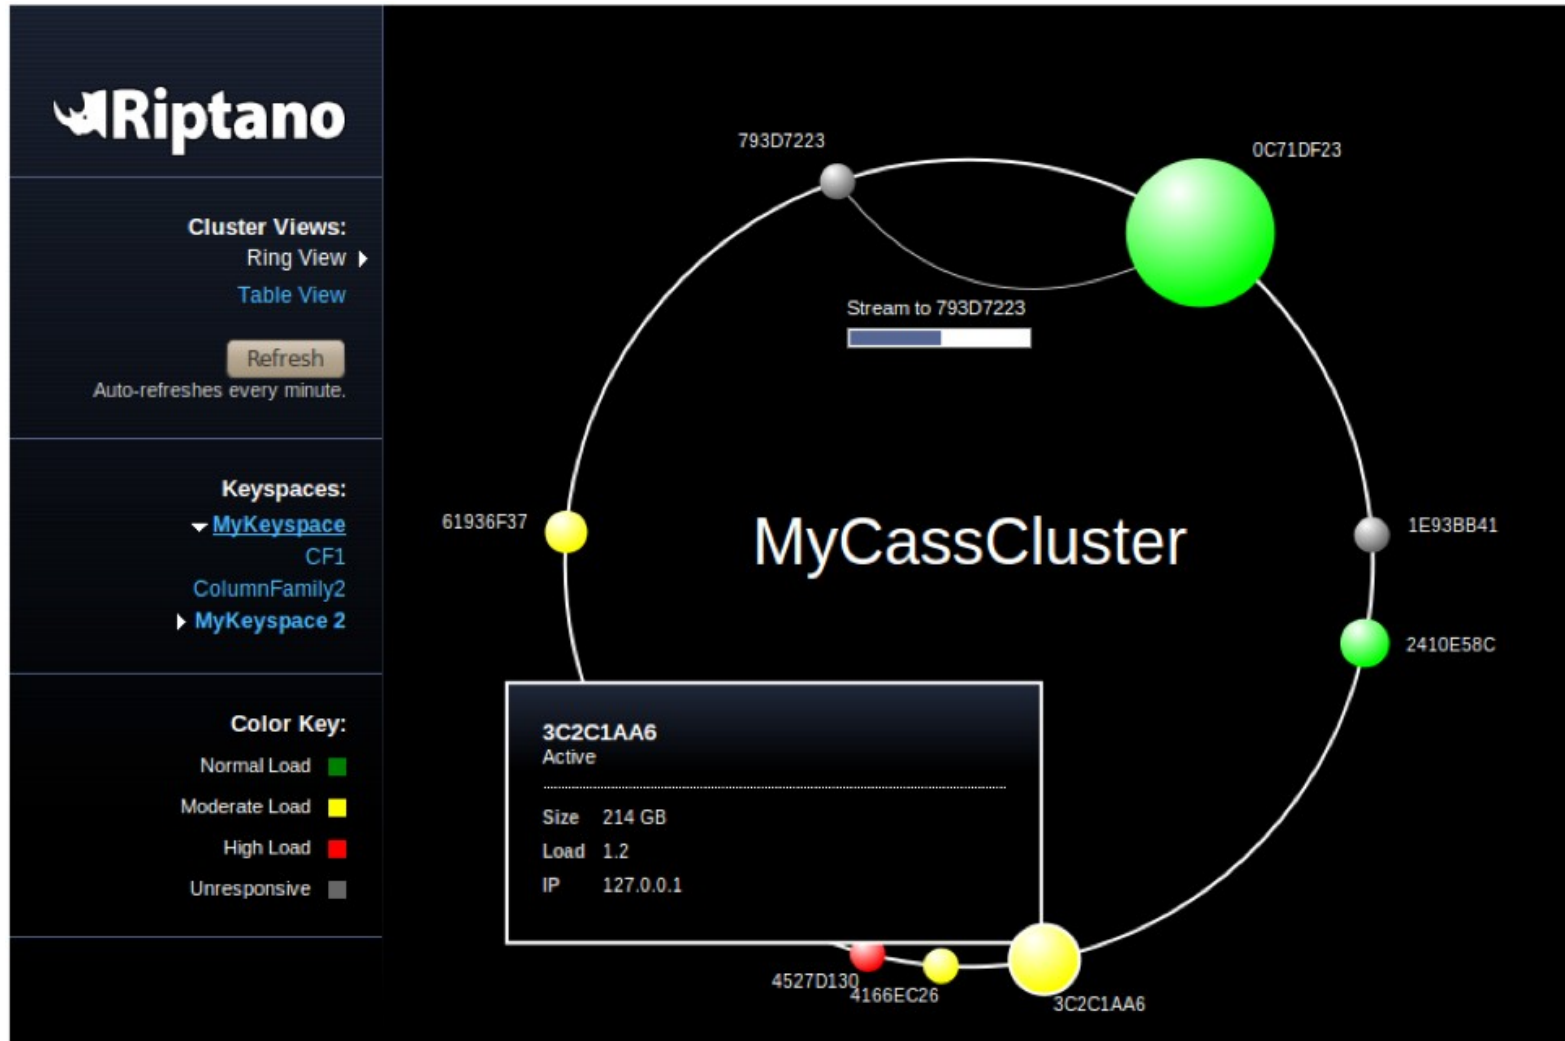 Riptano
Cluster Views:
Ring View
Table View
Refresh
Auto-refreshes every minute.
Keyspaces:
MyKeyspace
CF1
ColumnFamily2
MyKeyspace 2
Color Key:
Normal Load
Moderate Load
High Load
Unresponsive
793D7223
0C71DF23
Stream to 793D7223
61936F37
MyCassCluster
1E93BB41
2410E58C
3C2C1AA6
Active
Size 214 GB
Load 1.2
IP 127.0.0.1
4527D130
4166EC26
3C2C1AA6